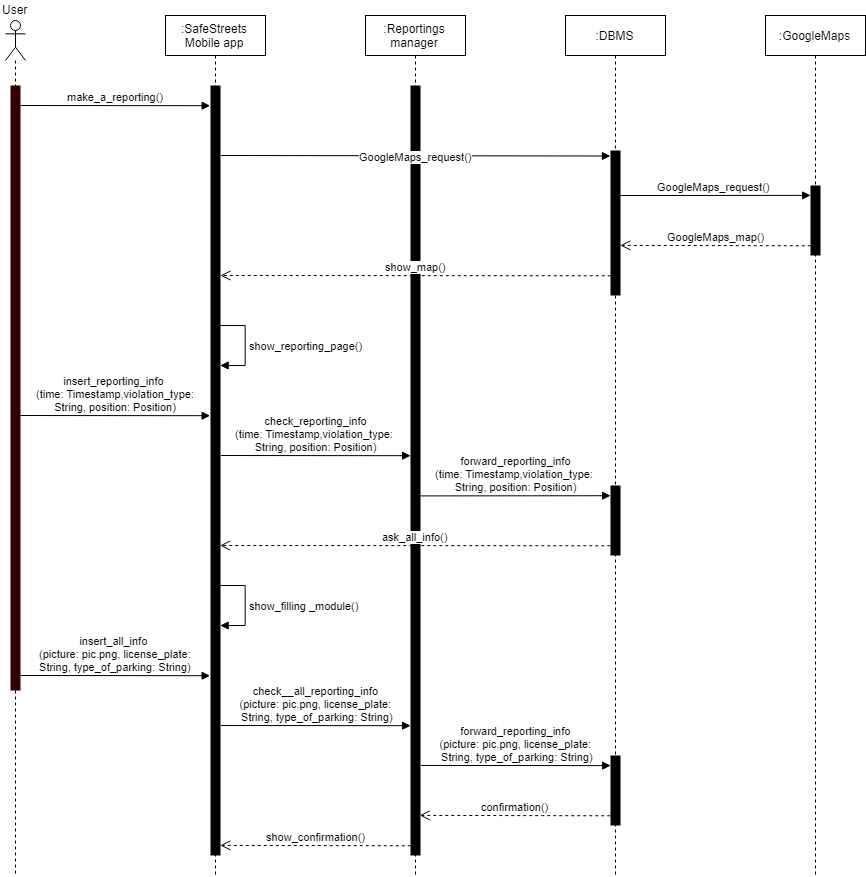 User
:SafeStreets
Mobile app
:Reportings
manager
:DBMS
:GoogleMaps
make_a_reporting()
GoogleMaps_request()
GoogleMaps_request()
GoogleMaps_map()
show_map()
show_reporting_page()
insert_reporting_info
(time: Timestamp,violation_type:
String, position: Position)
check_reporting_info
(time: Timestamp,violation_type:
String, position: Position)
forward_reporting_info
(time: Timestamp,violation_type:
String, position: Position)
ask_all_info()
show_filling _module()
insert_all_info
(picture: pic.png, license_plate:
String, type_of_parking: String)
check__all_reporting_info
(picture: pic.png, license_plate:
String, type_of_parking: String)
forward_reporting_info
(picture: pic.png, license_plate:
String, type_of_parking: String)
confirmation()
show_confirmation()